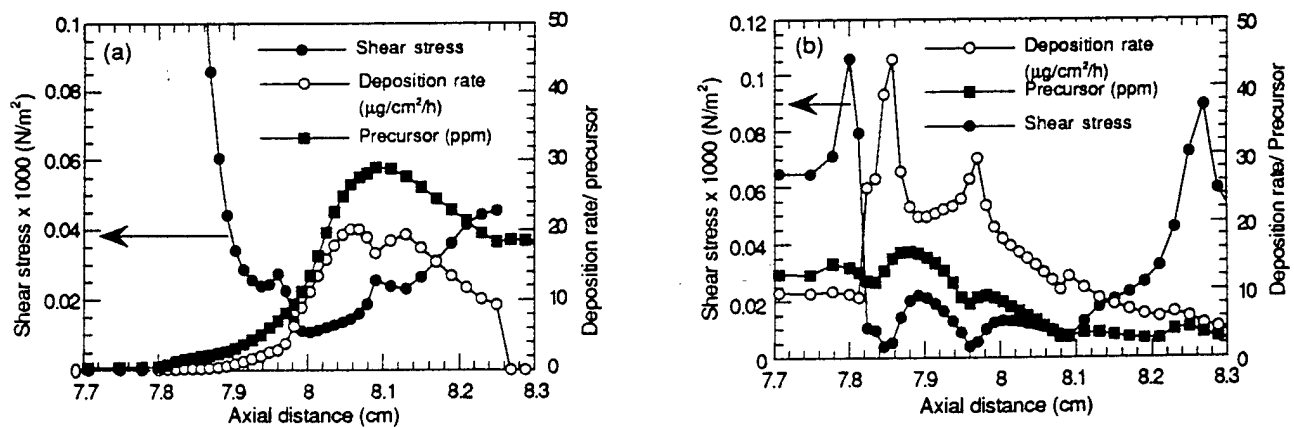 (a)
Shear stress
Deposition rate
(μg/cm²/h)
Precursor (ppm)
Shear stress x 1000 (N/m²)
0.1
0.08
0.06
0.04
0.02
0
50
40
30
20
10
0
Deposition rate/ precursor
7.7 7.8 7.9 8 8.1 8.2 8.3
Axial distance (cm)
(b)
Deposition rate
(μg/cm²/h)
Precursor (ppm)
Shear stress
Shear stress x 1000 (N/m²)
0.12
0.1
0.08
0.06
0.04
0.02
0
50
40
30
20
10
0
Deposition rate/ Precursor
7.7 7.8 7.9 8 8.1 8.2 8.3
Axial distance (cm)